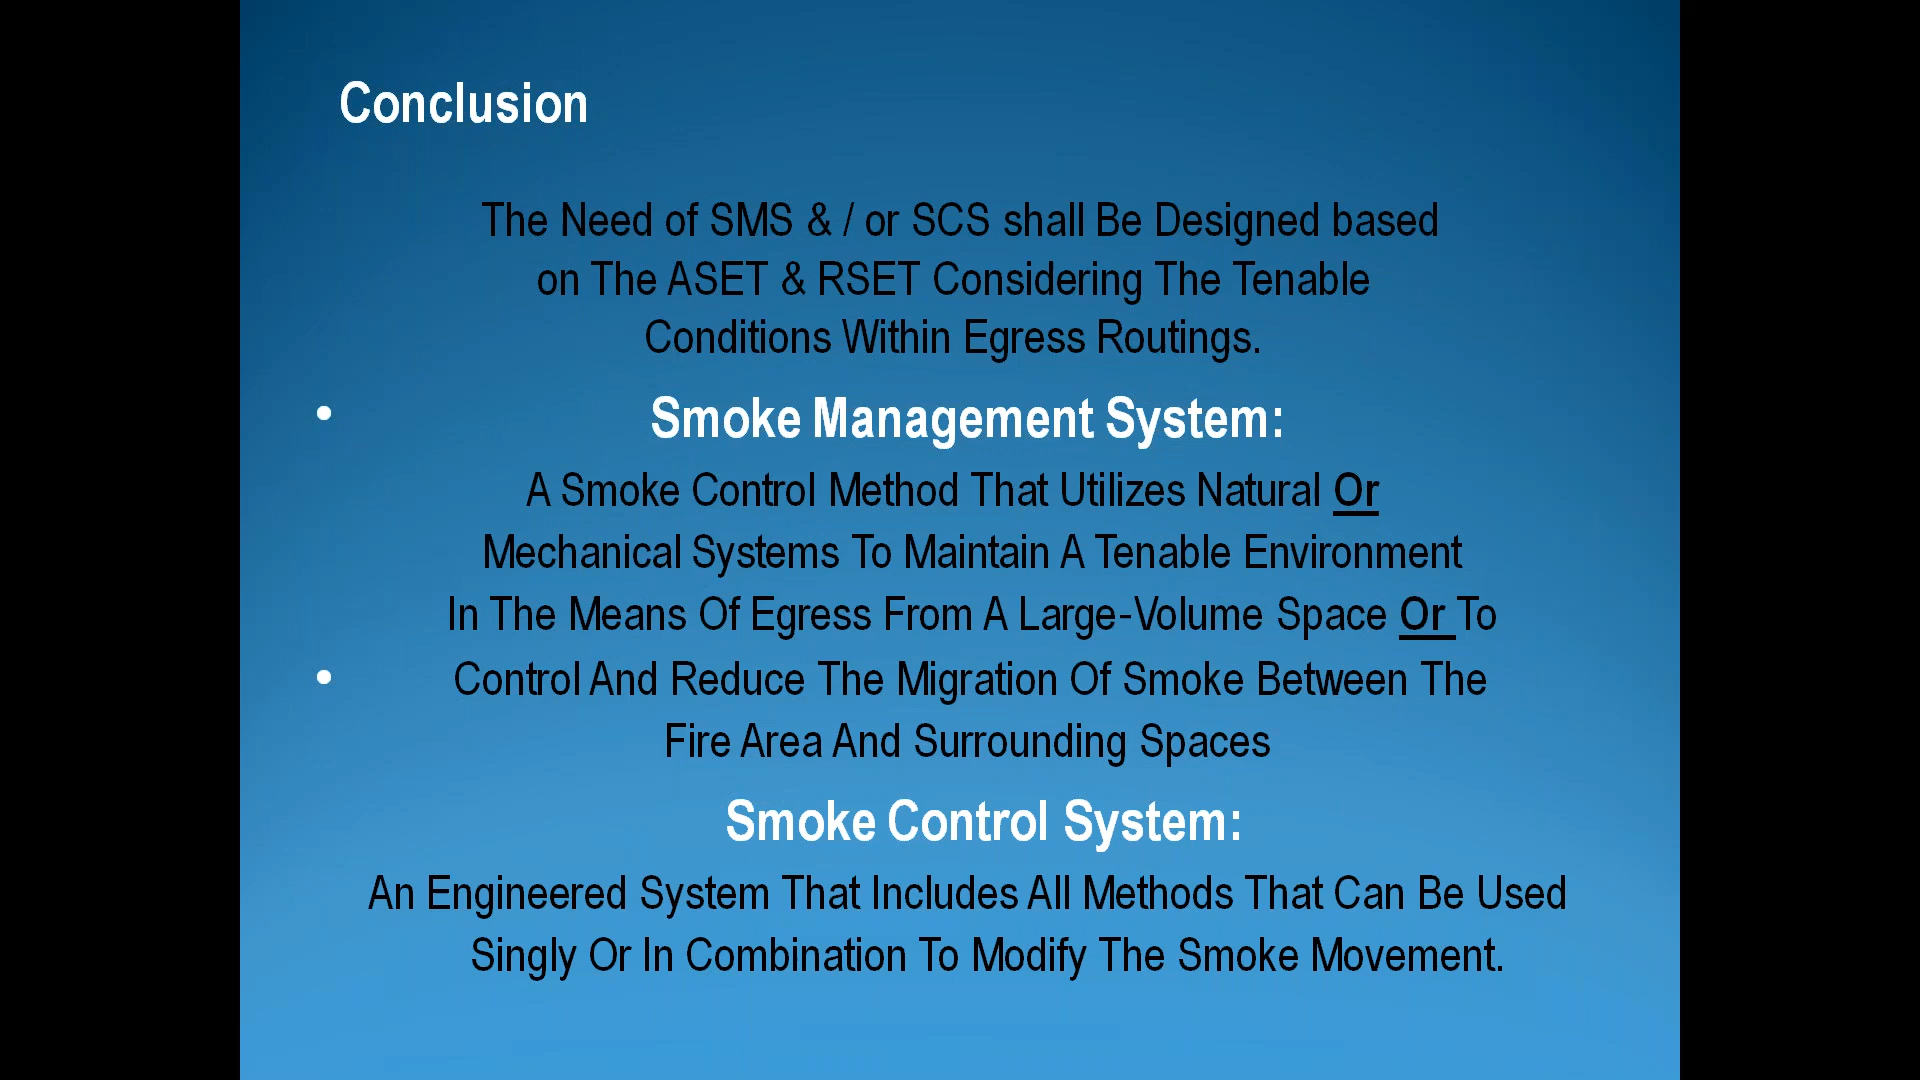 Conclusion
The Need of SMS & / or SCS shall Be Designed based
on The ASET & RSET Considering The Tenable
Conditions Within Egress Routings.
• Smoke Management System:
A Smoke Control Method That Utilizes Natural Or
Mechanical Systems To Maintain A Tenable Environment
In The Means Of Egress From A Large-Volume Space Or To
• Control And Reduce The Migration Of Smoke Between The
Fire Area And Surrounding Spaces
Smoke Control System:
An Engineered System That Includes All Methods That Can Be Used
Singly Or In Combination To Modify The Smoke Movement.